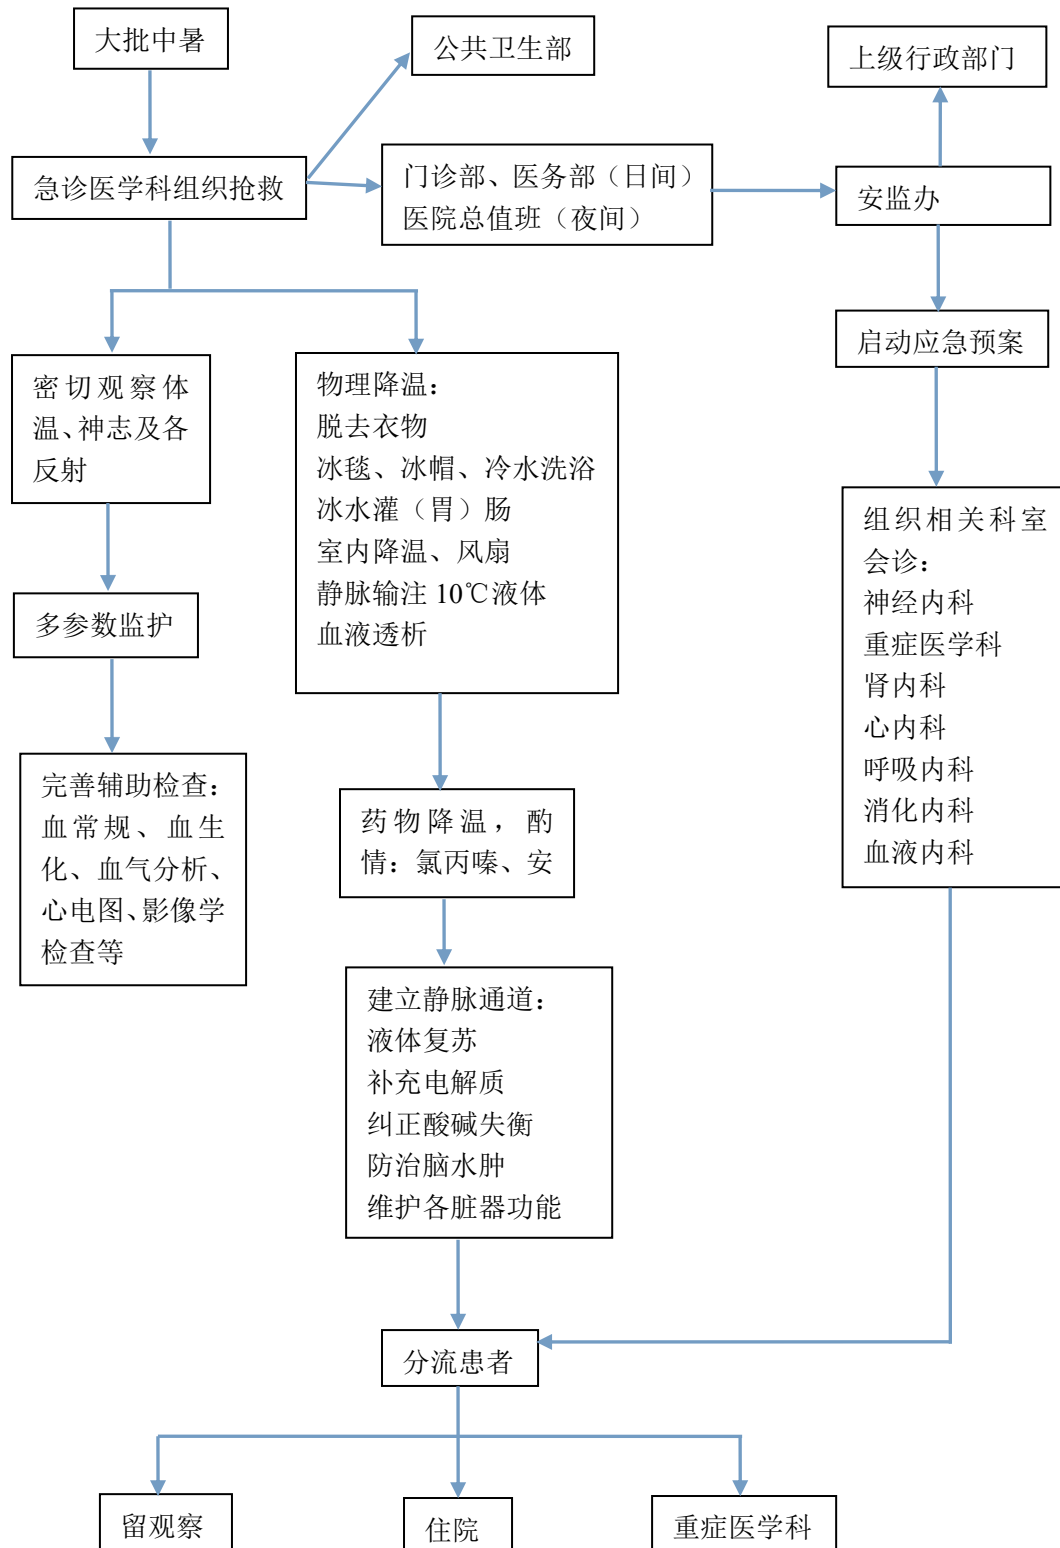 大批中暑
公共卫生部
上级行政部门
急诊医学科组织抢救
门诊部、医务部（日间）
医院总值班（夜间）
安监办
启动应急预案
密切观察体
温、神志及各
反射
多参数监护
完善辅助检查：
血常规、血生
化、血气分析、
心电图、影像学
检查等
物理降温：
脱去衣物
冰毯、冰帽、冷水洗浴
冰水灌（胃）肠
室内降温、风扇
静脉输注 10℃液体
血液透析
药物降温，酌
情：氯丙嗪、安
建立静脉通道：
液体复苏
补充电解质
纠正酸碱失衡
防治脑水肿
维护各脏器功能
组织相关科室
会诊：
神经内科
重症医学科
肾内科
心内科
呼吸内科
消化内科
血液内科
分流患者
留观察
住院
重症医学科